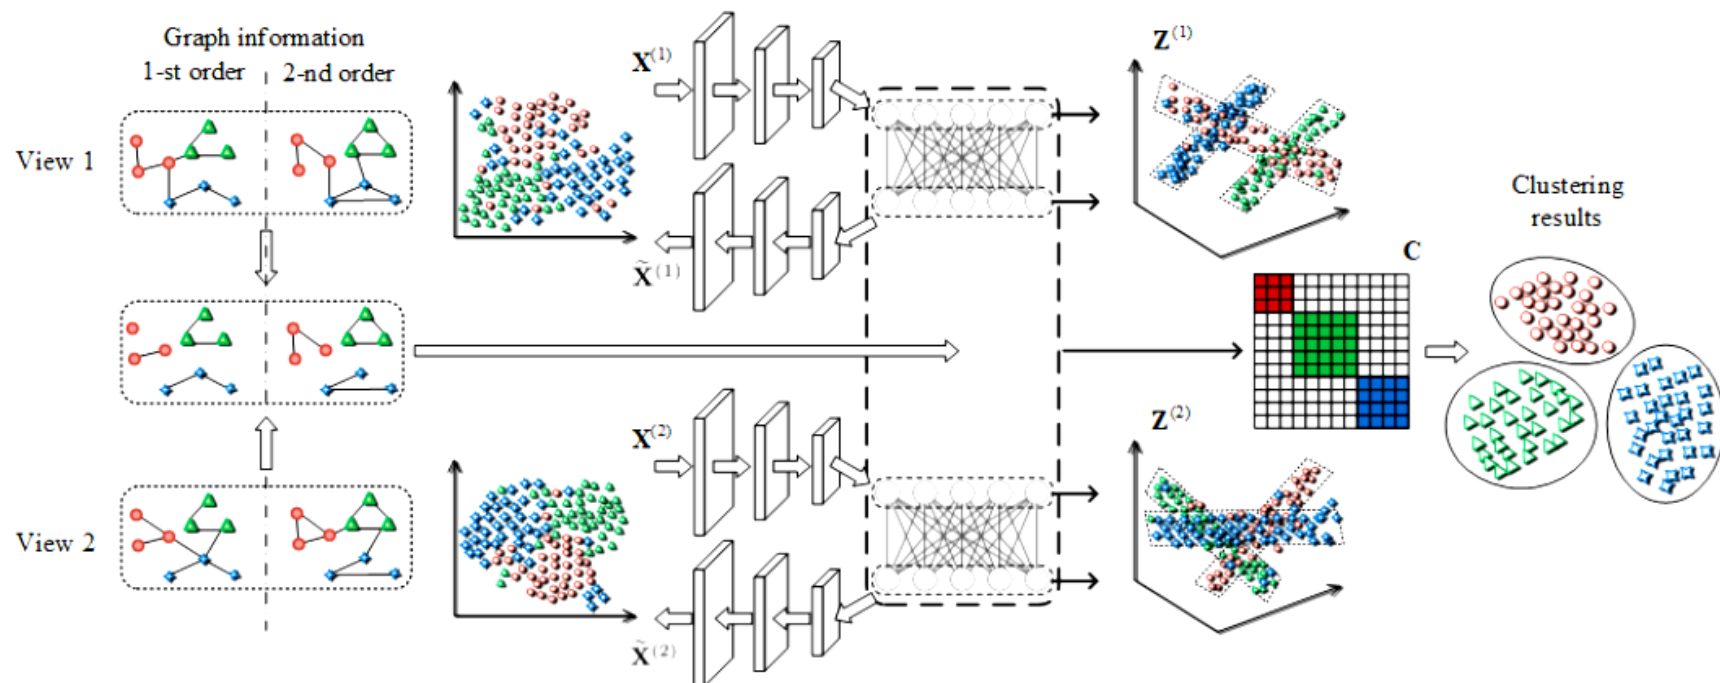 Graph information
1-st order
2-nd order
View 1
View 2
X^(1)
X̃^(1)
X^(2)
X̃^(2)
Z^(1)
Z^(2)
C
Clustering
results